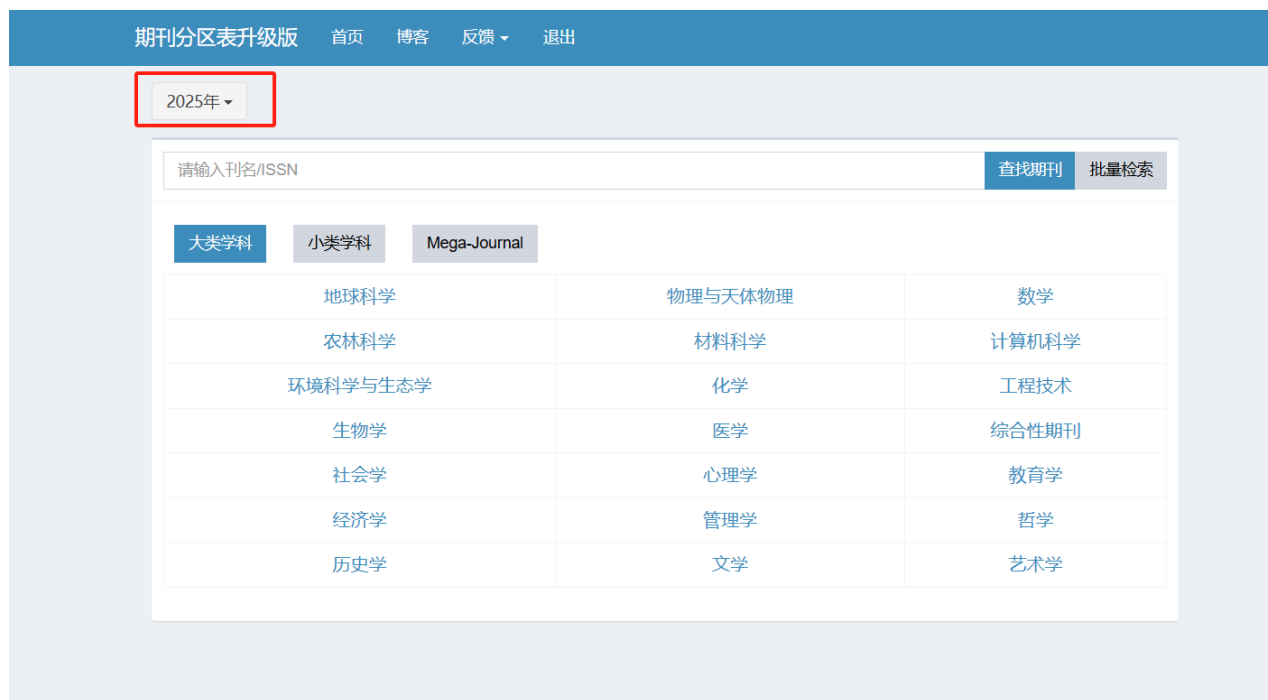 期刊分区表升级版 首页 博客 反馈 退出
2025年
请输入刊名/ISSN 查找期刊 批量检索
大类学科 小类学科 Mega-Journal
地球科学 物理与天体物理 数学
农林科学 材料科学 计算机科学
环境科学与生态学 化学 工程技术
生物学 医学 综合性期刊
社会学 心理学 教育学
经济学 管理学 哲学
历史学 文学 艺术学